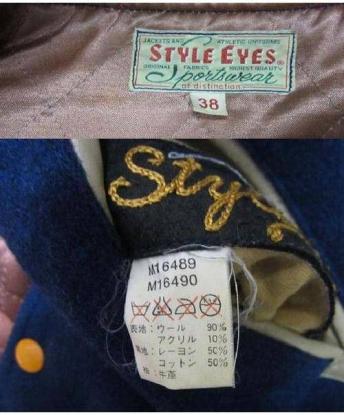 JACKETS AND ATHLETIC UNIFORMS
STYLE EYES®
ORIGINAL FABRICS HIGHEST QUALITY
Sportswear
of distinction
38
Sty
M16489
M16490
表地：ウール 90%
アクリル 10%
裏地：レーヨン 50%
コットン 50%
袖：牛革